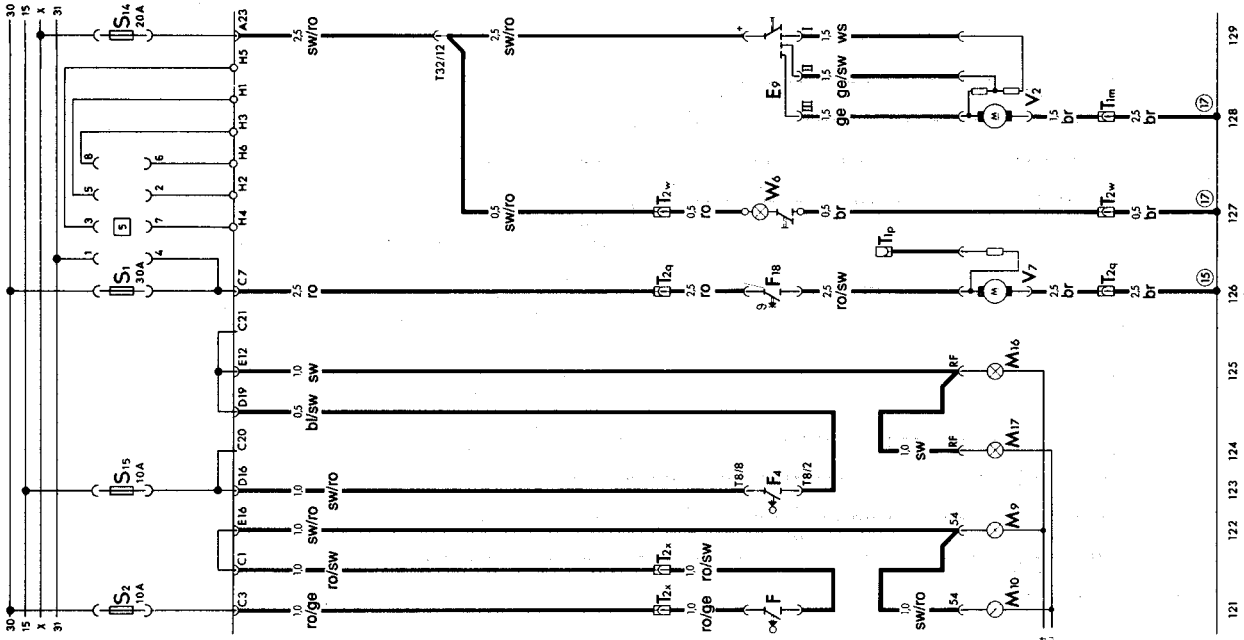 30
15
X
31
S14
20A
A23
2,5
sw/ro
T32/12
2,5
sw/ro
+
I
1,5
ws
129
H5
II
1,5
ge/sw
E9
H1
III
1,5
ge
V2
1,5
br
T1m
2,5
br
17
128
H3
8
6
H6
5
2
H2
3
5
7
H4
0,5
sw/ro
T2w
0,5
ro
W6
0,5
br
T2w
0,5
br
17
127
1
4
T1p
S1
30A
C7
2,5
ro
T2q
2,5
ro
F18
2,5
ro/sw
V7
2,5
br
T2q
2,5
br
15
126
C21
E12
1,0
sw
RF
M16
125
D19
0,5
bl/sw
C20
1,0
sw
RF
M17
124
S15
10A
D16
1,0
sw/ro
T8/8
F4
T8/2
123
E16
1,0
sw/ro
54
M9
122
C1
1,0
ro/sw
T2x
1,0
ro/sw
S2
10A
C3
1,0
ro/ge
T2x
1,0
ro/ge
F
1,0
sw/ro
54
M10
121
30
15
X
31